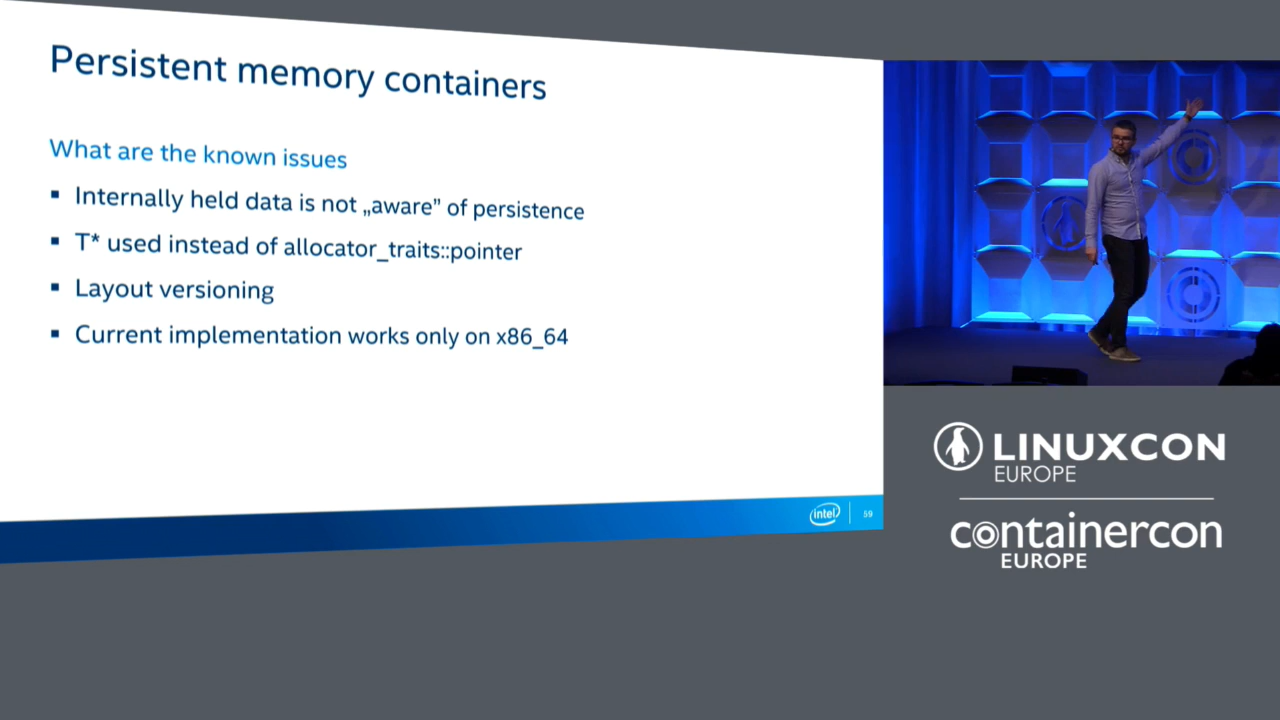 Persistent memory containers
What are the known issues
▪ Internally held data is not „aware” of persistence
▪ T* used instead of allocator_traits::pointer
▪ Layout versioning
▪ Current implementation works only on x86_64
intel
59
LINUXCON
EUROPE
containercon
EUROPE